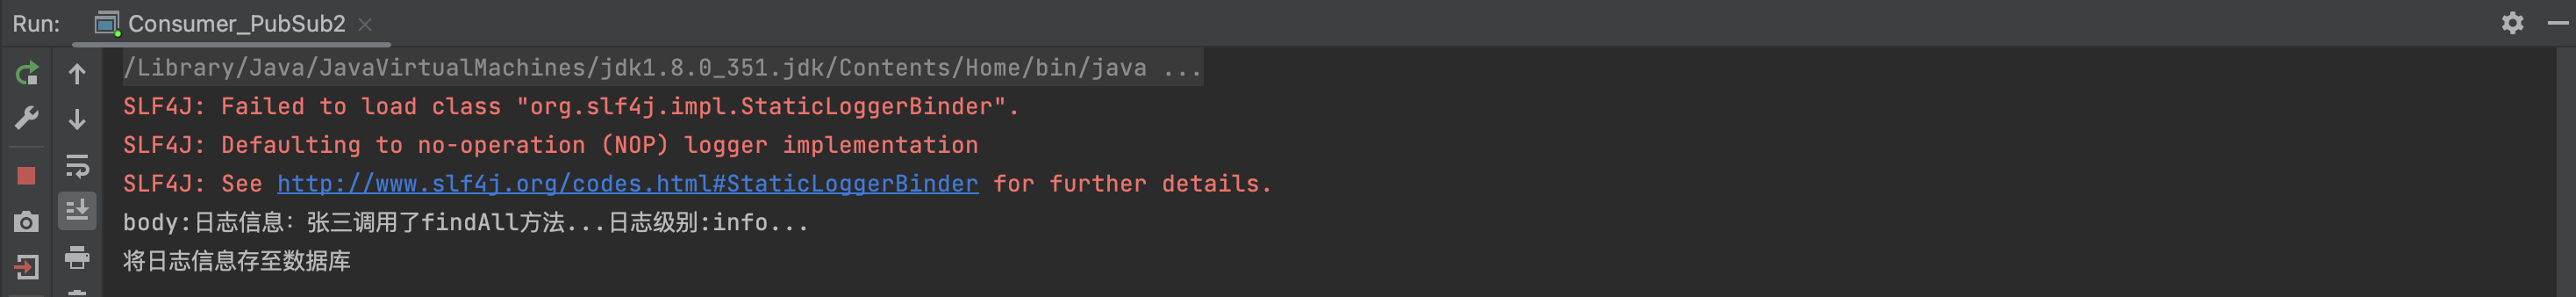 Run: Consumer_PubSub2
/Library/Java/JavaVirtualMachines/jdk1.8.0_351.jdk/Contents/Home/bin/java ...
SLF4J: Failed to load class "org.slf4j.impl.StaticLoggerBinder".
SLF4J: Defaulting to no-operation (NOP) logger implementation
SLF4J: See http://www.slf4j.org/codes.html#StaticLoggerBinder for further details.
body:日志信息：张三调用了findAll方法...日志级别:info...
将日志信息存至数据库